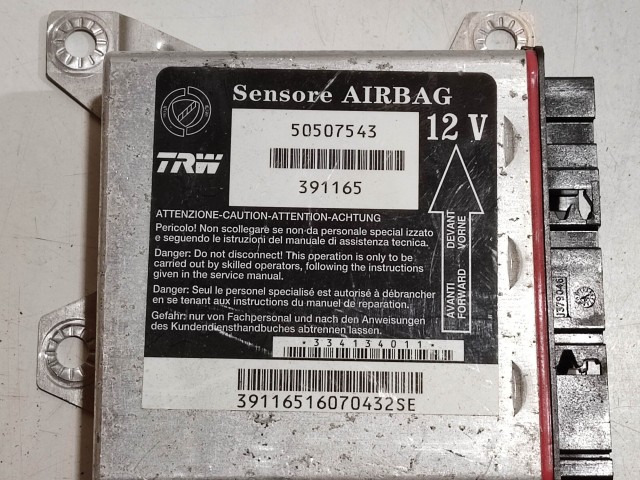 Sensore AIRBAG
50507543
12 V
TRW
391165
ATTENZIONE-CAUTION-ATTENTION-ACHTUNG
Pericolo! Non scollegare se non da personale special izzato
e seguendo le istruzioni del manuale di assistenza tecnica.
Danger: Do not disconnect! This operation is only to be
carried out by skilled operators, following the instructions
given in the service manual.
Danger: Seul le personel spécialisé est autorisé à débrancher
en se tenant aux instructions du manuel de reparation.
Gefahr: nur von Fachpersonal und nach den Anweisungen
des Kundendiensthandbuches abtrennen lassen.
AVANTI DEVANT
FORWARD VORNE
*334134011*
39116516070432SE